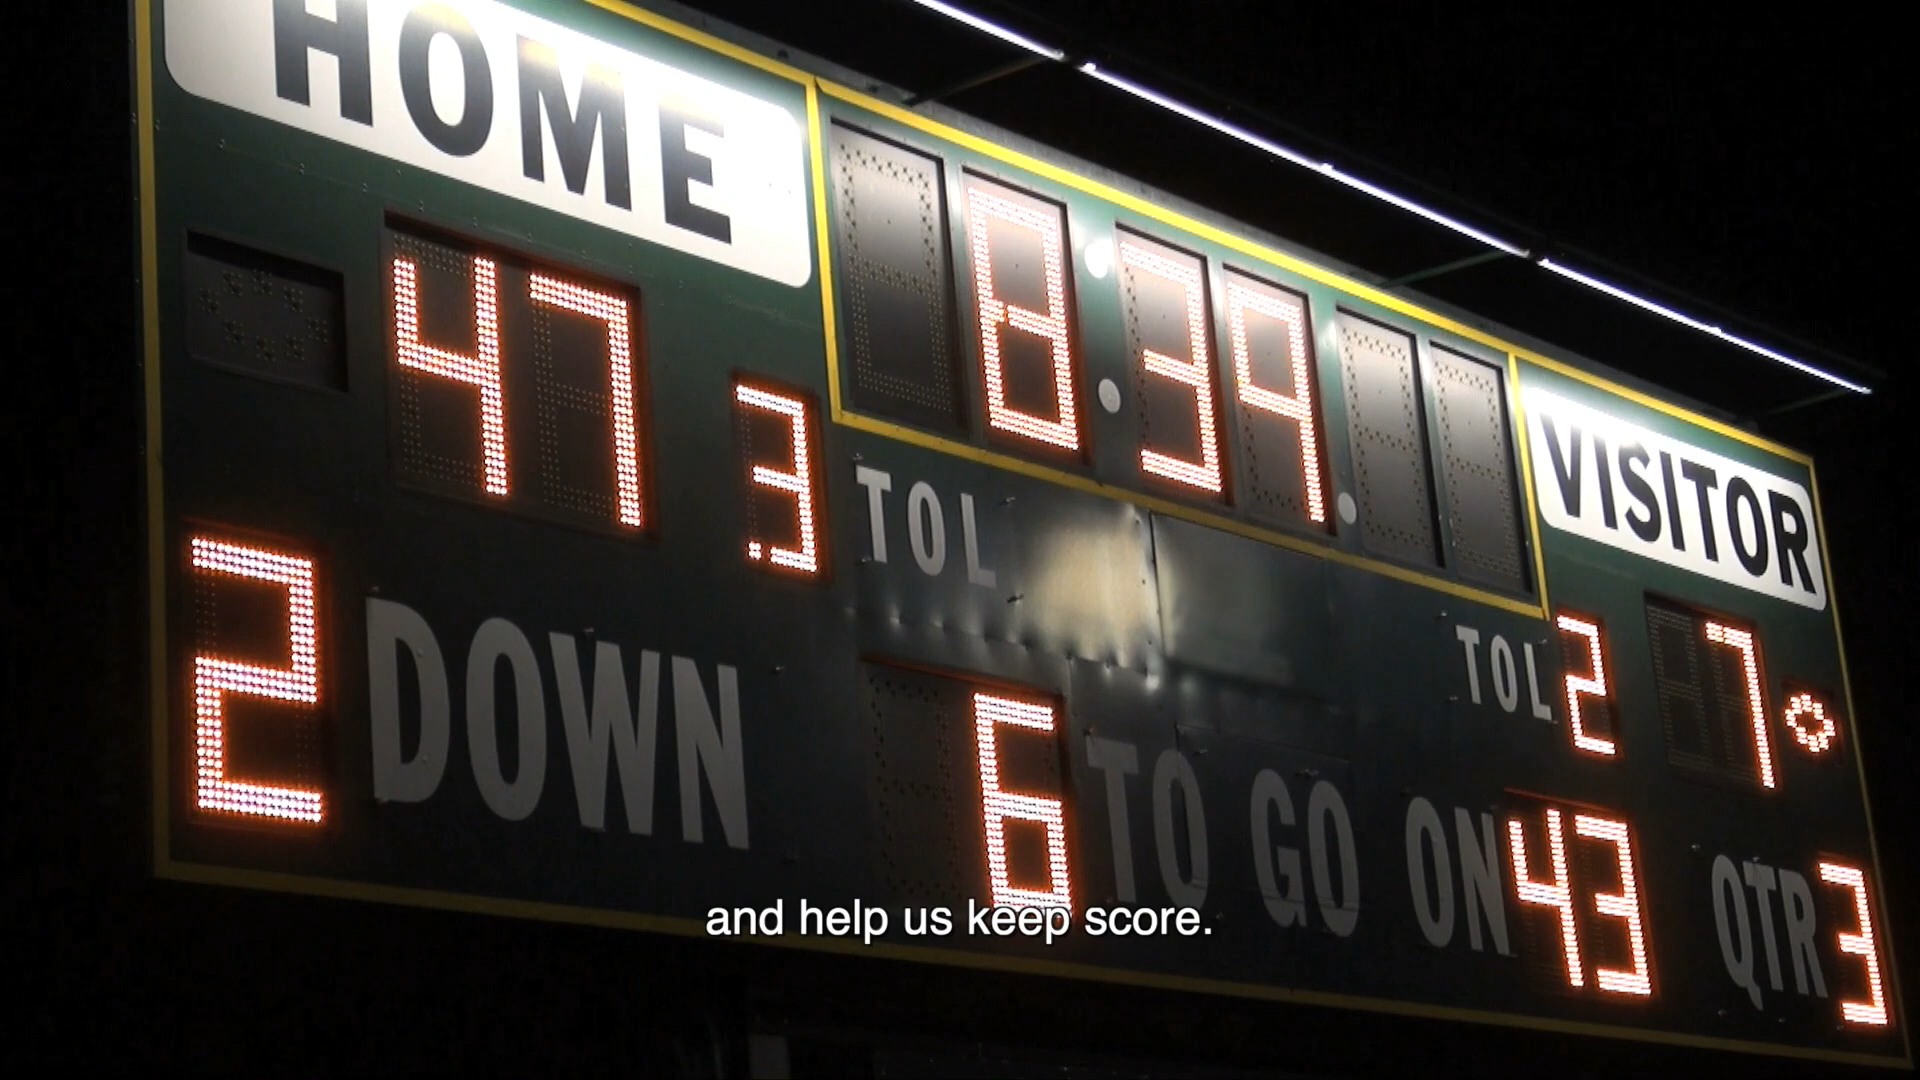 HOME
8:39
VISITOR
47
3 TOL
TOL 2
7
2 DOWN
6 TO GO ON 43
QTR 3
and help us keep score.